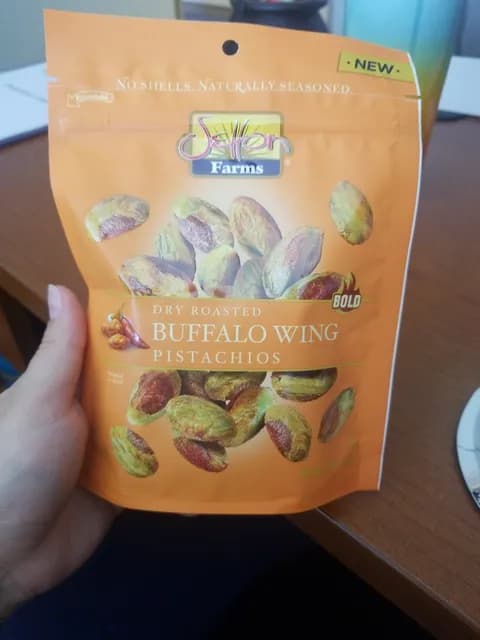 NEW
NO SHELLS. NATURALLY SEASONED
Setton
Farms
BOLD
DRY ROASTED
BUFFALO WING
PISTACHIOS